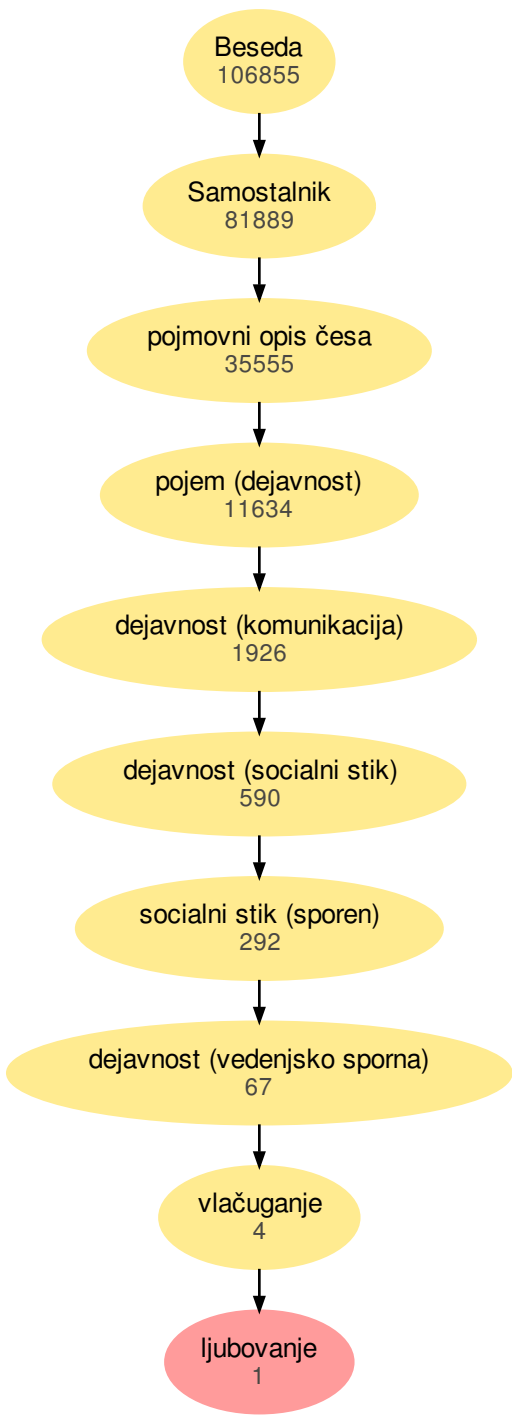 Beseda
106855
Samostalnik
81889
pojmovni opis česa
35555
pojem (dejavnost)
11634
dejavnost (komunikacija)
1926
dejavnost (socialni stik)
590
socialni stik (sporen)
292
dejavnost (vedenjsko sporna)
67
vlačuganje
4
ljubovanje
1